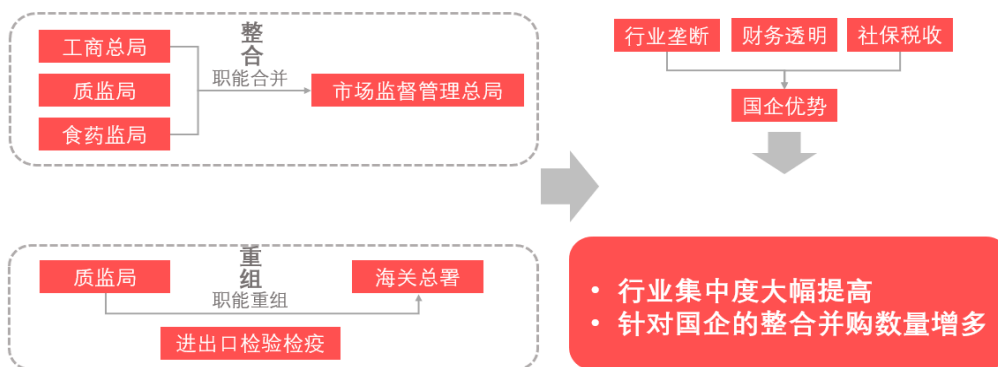 整
合
工商总局
质监局
食药监局
职能合并
市场监督管理总局
重
组
质监局
职能重组
海关总署
进出口检验检疫
行业垄断
财务透明
社保税收
国企优势
• 行业集中度大幅提高
• 针对国企的整合并购数量增多